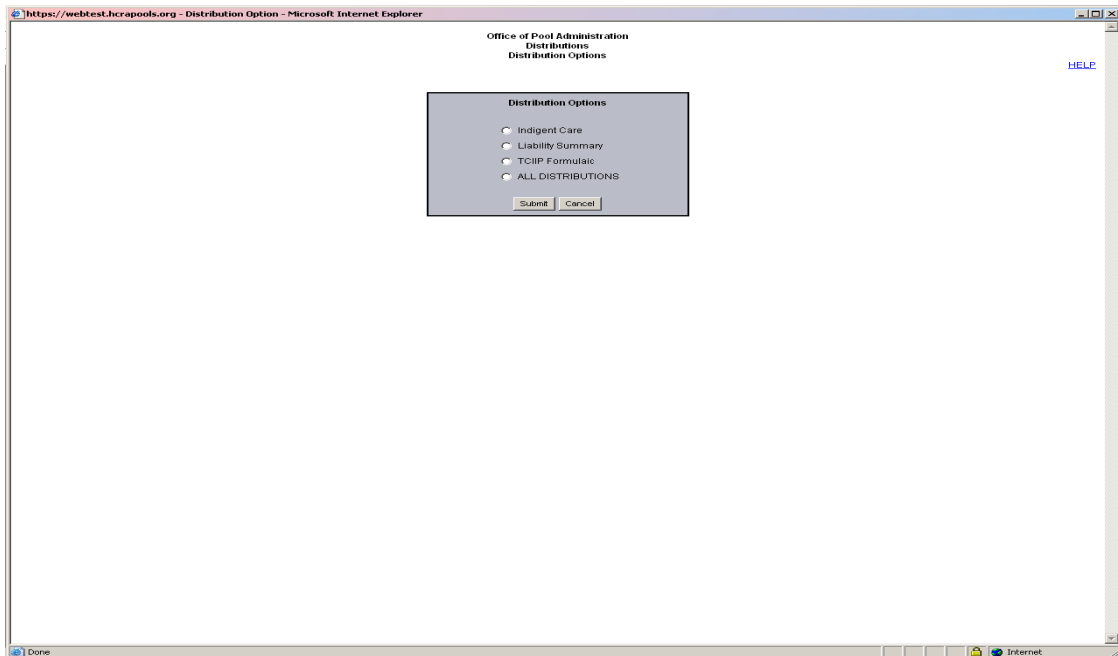 https://webtest.hcrapools.org - Distribution Option - Microsoft Internet Explorer
Office of Pool Administration
Distributions
Distribution Options
HELP
Distribution Options
Indigent Care
Liability Summary
TCIIP Formulaic
ALL DISTRIBUTIONS
Submit Cancel
Done Internet